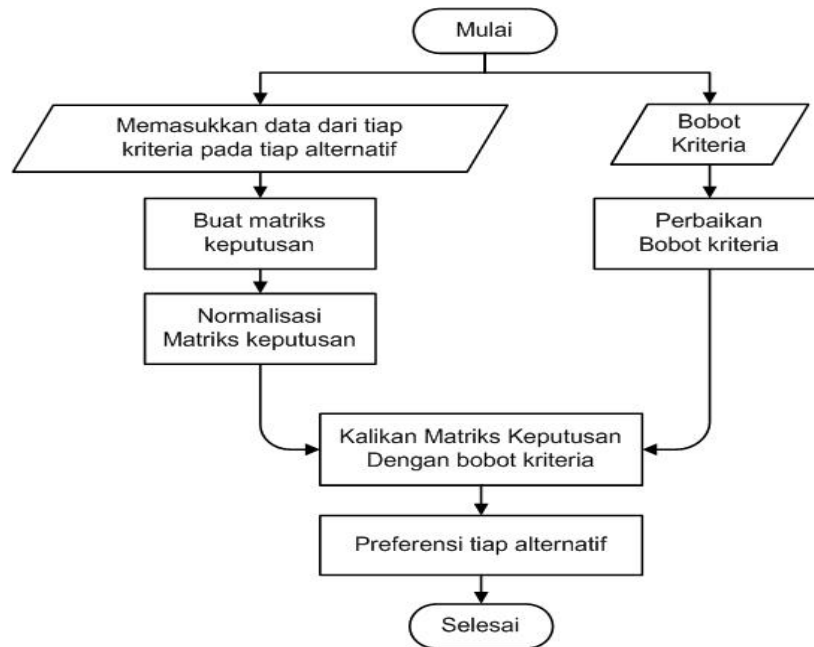 Mulai
Memasukkan data dari tiap
kriteria pada tiap alternatif
Bobot
Kriteria
Buat matriks
keputusan
Perbaikan
Bobot kriteria
Normalisasi
Matriks keputusan
Kalikan Matriks Keputusan
Dengan bobot kriteria
Preferensi tiap alternatif
Selesai